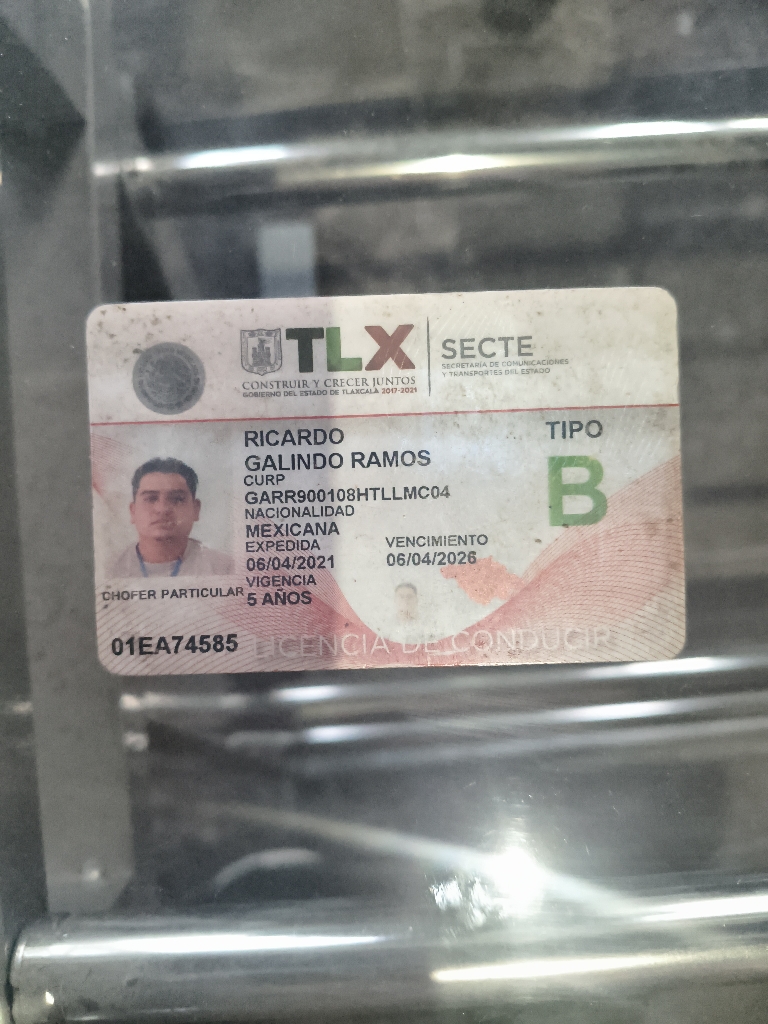 TLX
CONSTRUIR Y CRECER JUNTOS
GOBIERNO DEL ESTADO DE TLAXCALA 2017-2021
SECTE
SECRETARÍA DE COMUNICACIONES
Y TRANSPORTES DEL ESTADO
RICARDO
GALINDO RAMOS
CURP
GARR900108HTLLMC04
NACIONALIDAD
MEXICANA
EXPEDIDA
06/04/2021
VIGENCIA
5 AÑOS
VENCIMIENTO
06/04/2026
TIPO
B
CHOFER PARTICULAR
01EA74585
LICENCIA DE CONDUCIR